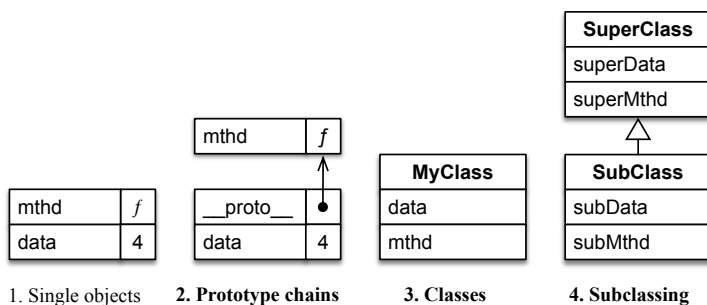 mthd ƒ
data 4
1. Single objects
mthd ƒ
__proto__
data 4
2. Prototype chains
MyClass
data
mthd
3. Classes
SuperClass
superData
superMthd
SubClass
subData
subMthd
4. Subclassing